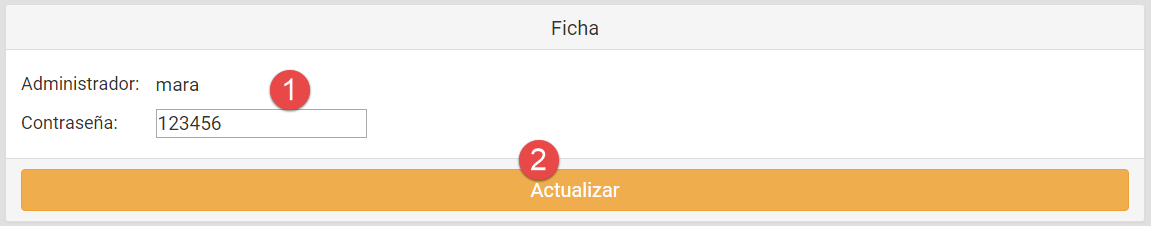 Ficha
Administrador: mara 1
Contraseña: 123456
2
Actualizar